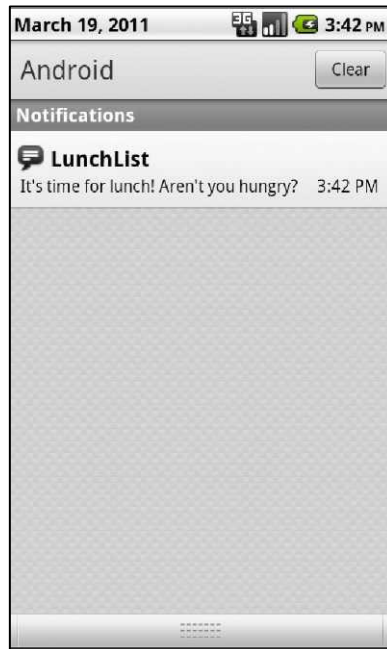 March 19, 2011 3G 3:42 PM
Android Clear
Notifications
LunchList
It's time for lunch! Aren't you hungry? 3:42 PM